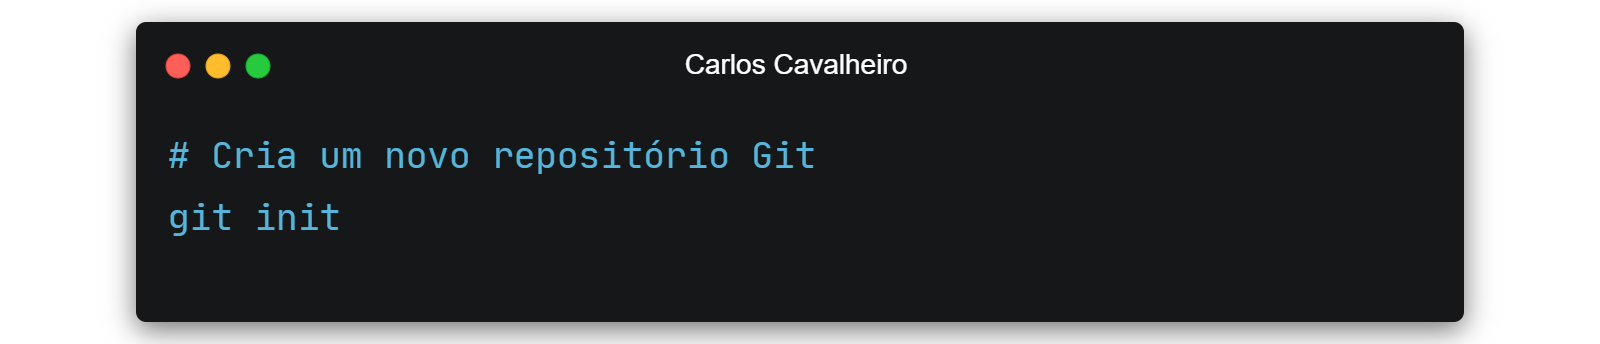 Carlos Cavalheiro
# Cria um novo repositório Git
git init